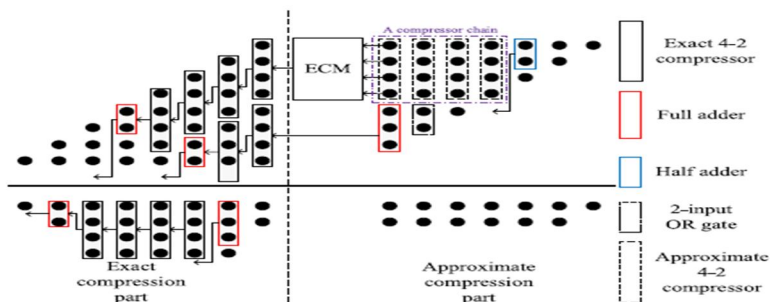 A compressor chain
ECM
Exact 4-2
compressor
Full adder
Half adder
2-input
OR gate
Approximate
4-2
compressor
Exact
compression
part
Approximate
compression
part